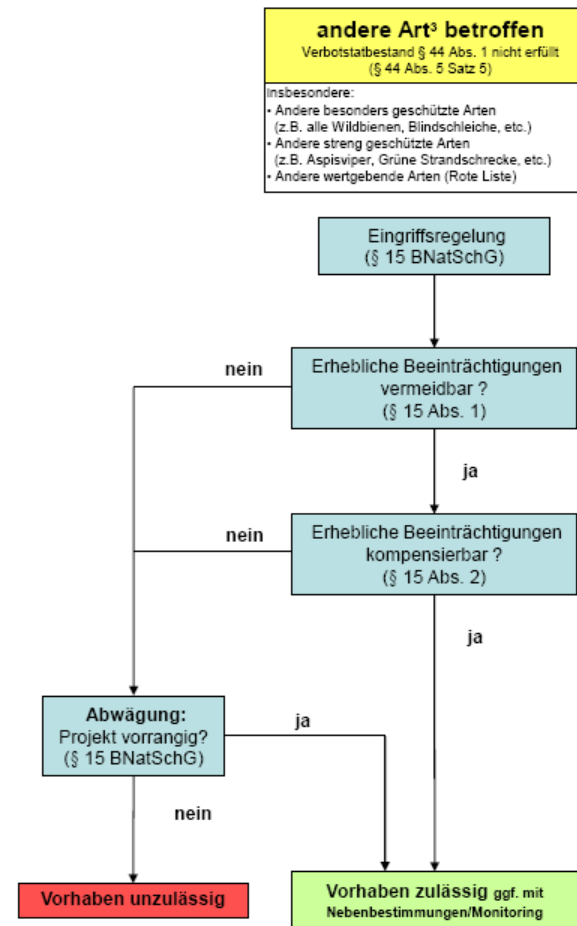 andere Art³ betroffen
Verbotstatbestand § 44 Abs. 1 nicht erfüllt
(§ 44 Abs. 5 Satz 5)
Insbesondere:
• Andere besonders geschützte Arten
(z.B. alle Wildbienen, Blindschleiche, etc.)
• Andere streng geschützte Arten
(z.B. Aspisviper, Grüne Strandschrecke, etc.)
• Andere wertgebende Arten (Rote Liste)
Eingriffsregelung
(§ 15 BNatSchG)
nein
Erhebliche Beeinträchtigungen
vermeidbar ?
(§ 15 Abs. 1)
ja
nein
Erhebliche Beeinträchtigungen
kompensierbar ?
(§ 15 Abs. 2)
ja
Abwägung:
Projekt vorrangig?
(§ 15 BNatSchG)
ja
nein
Vorhaben unzulässig
Vorhaben zulässig ggf. mit
Nebenbestimmungen/Monitoring